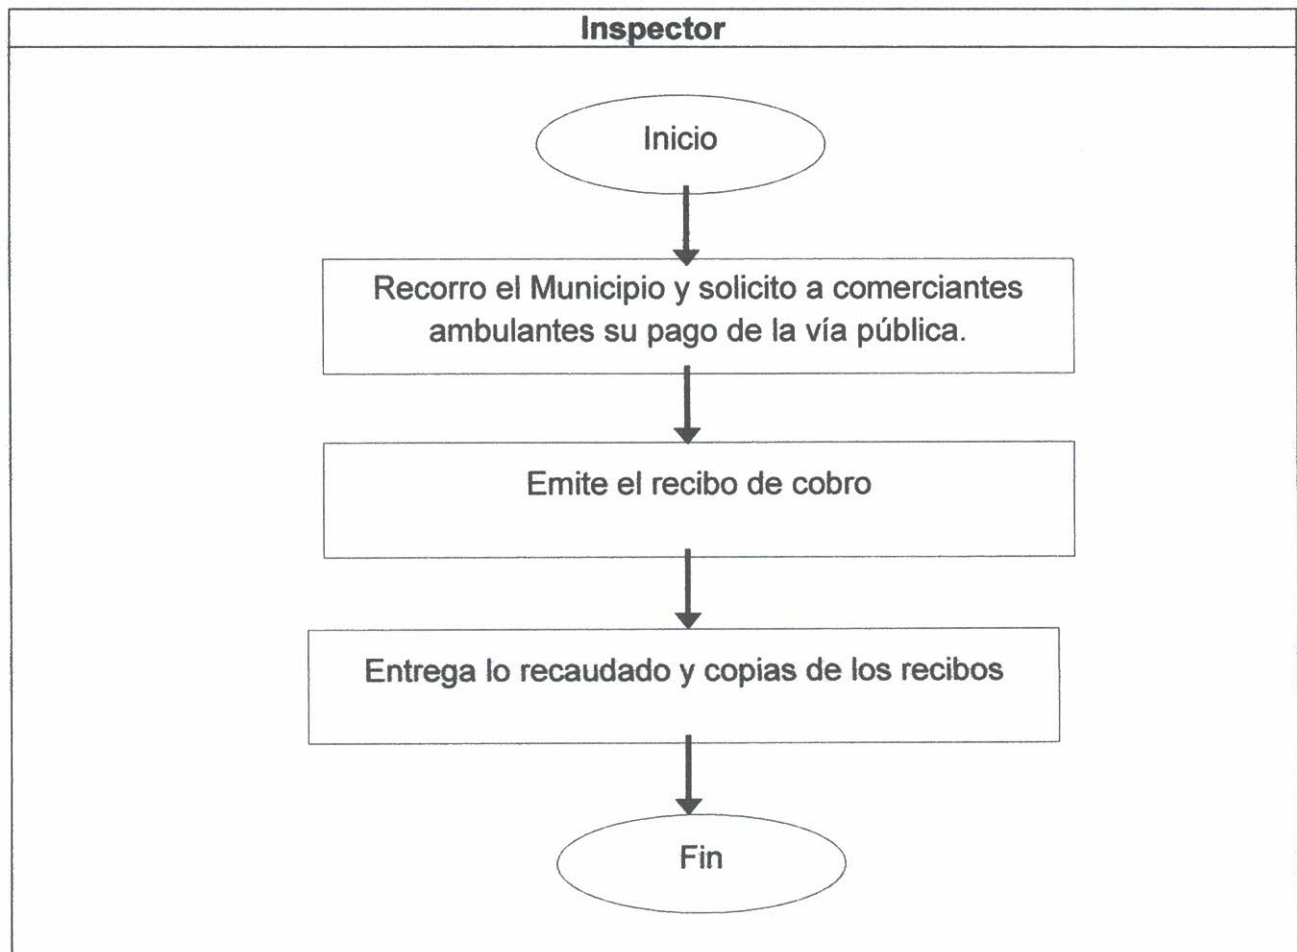 Inspector
Inicio
Recorro el Municipio y solicito a comerciantes
ambulantes su pago de la vía pública.
Emite el recibo de cobro
Entrega lo recaudado y copias de los recibos
Fin